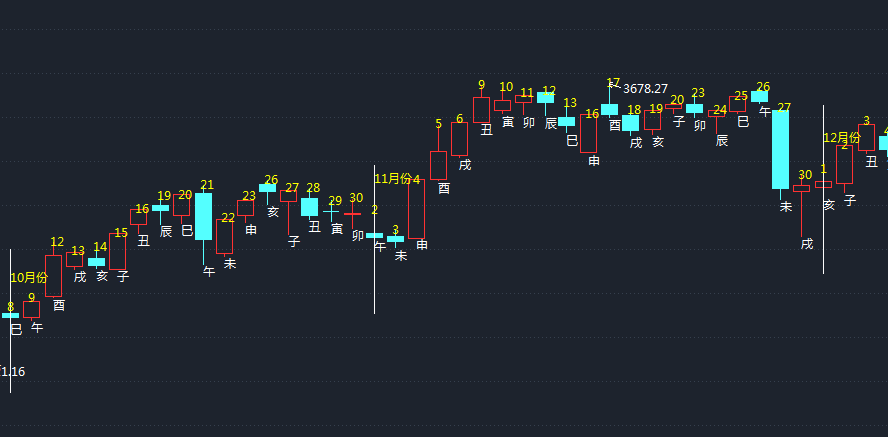 9 10 11 12 17 3678.27 20 23 25 26
13 16 18 19 24 27
5 6 丑 寅 卯 辰 酉 子 卯 巳 午 12月份 3 4
戌 巳 戌 亥 辰 2
申 丑
19 20 21 26 27 28 29 30 11月份 4 酉 30 1
16 23 2 子
22 亥 未 亥
12 13 14 15 丑 辰 巳 申 子 丑 寅 卯 3
午 未 午 未 申 戌
10月份 戌 亥 子
8 9 酉
巳 午
1.16